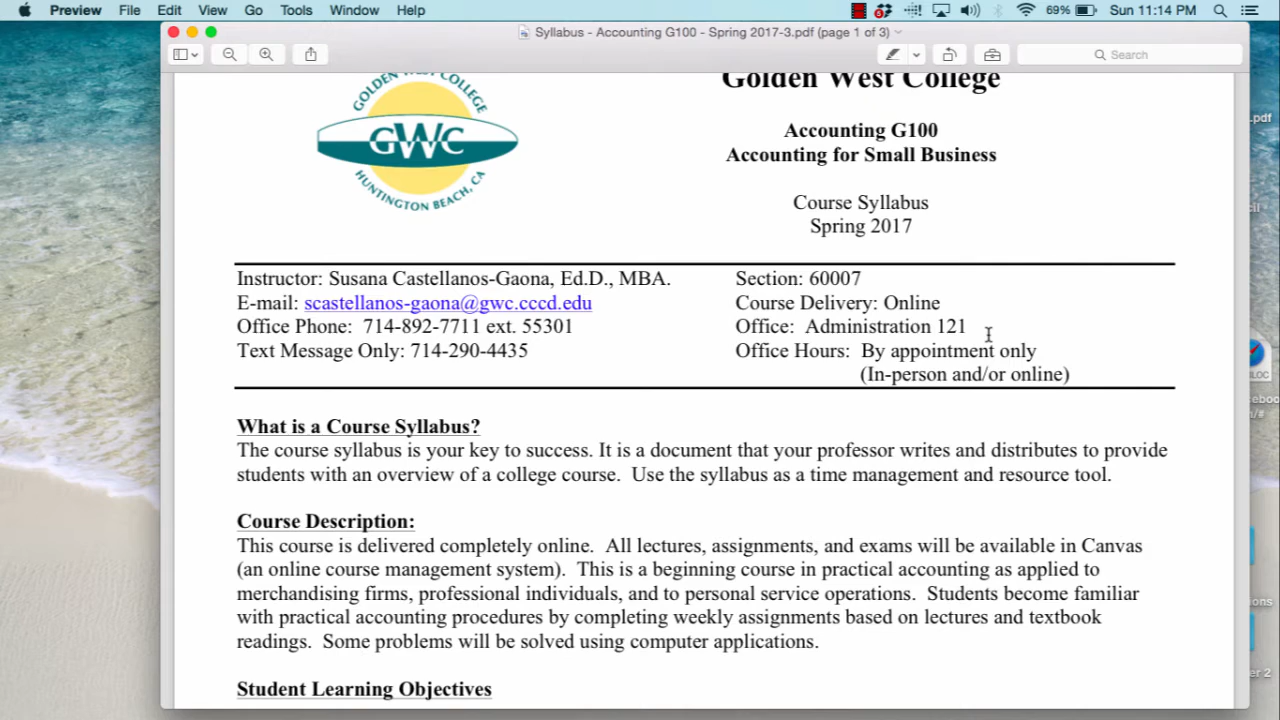 Preview File Edit View Go Tools Window Help 69% Sun 11:14 PM
Syllabus - Accounting G100 - Spring 2017-3.pdf (page 1 of 3)
Search
GOLDEN WEST COLLEGE
GWC
HUNTINGTON BEACH, CA
Golden West College
Accounting G100
Accounting for Small Business
Course Syllabus
Spring 2017
Instructor: Susana Castellanos-Gaona, Ed.D., MBA.
E-mail: scastellanos-gaona@gwc.cccd.edu
Office Phone: 714-892-7711 ext. 55301
Text Message Only: 714-290-4435
Section: 60007
Course Delivery: Online
Office: Administration 121
Office Hours: By appointment only
(In-person and/or online)
What is a Course Syllabus?
The course syllabus is your key to success. It is a document that your professor writes and distributes to provide
students with an overview of a college course. Use the syllabus as a time management and resource tool.
Course Description:
This course is delivered completely online. All lectures, assignments, and exams will be available in Canvas
(an online course management system). This is a beginning course in practical accounting as applied to
merchandising firms, professional individuals, and to personal service operations. Students become familiar
with practical accounting procedures by completing weekly assignments based on lectures and textbook
readings. Some problems will be solved using computer applications.
Student Learning Objectives
.pdf